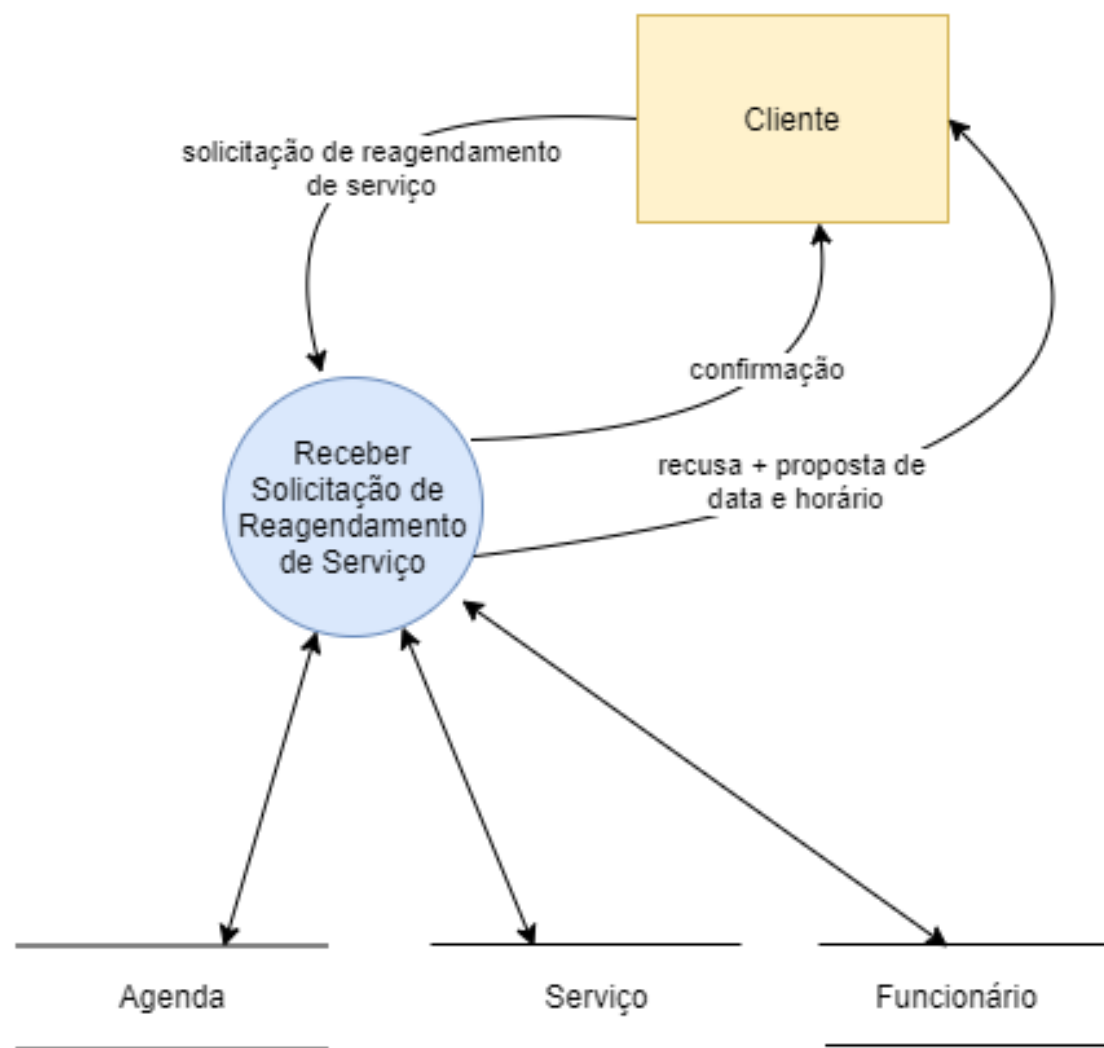 Cliente
solicitação de reagendamento
de serviço
confirmação
Receber
Solicitação de
Reagendamento
de Serviço
recusa + proposta de
data e horário
Agenda
Serviço
Funcionário